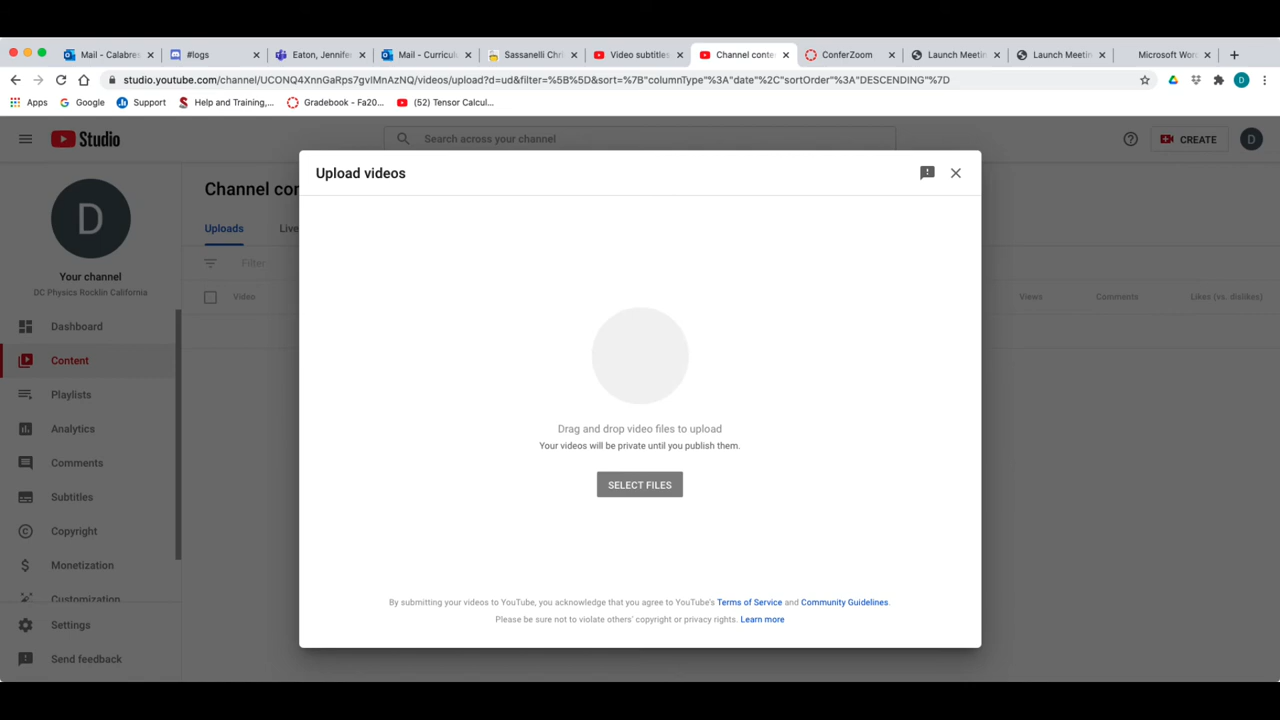 Mail - Calabres
#logs
Eaton, Jennife
Mail - Curricul
Sassanelli Chri
Video subtitles
Channel conte
ConferZoom
Launch Meetin
Launch Meetin
Microsoft Wor
studio.youtube.com/channel/UCONQ4XnnGaRps7gvIMnAzNQ/videos/upload?d=ud&filter=%5B%5D&sort=%7B"columnType"%3A"date"%2C"sortOrder"%3A"DESCENDING"%7D
D
Apps
Google
Support
Help and Training,...
Gradebook - Fa20...
(52) Tensor Calcul...
Studio
Search across your channel
CREATE
D
D
Your channel
DC Physics Rocklin California
Dashboard
Content
Playlists
Analytics
Comments
Subtitles
Copyright
Monetization
Customization
Settings
Send feedback
Channel con
Uploads
Live
Filter
Video
Views
Comments
Likes (vs. dislikes)
Upload videos
Drag and drop video files to upload
Your videos will be private until you publish them.
SELECT FILES
By submitting your videos to YouTube, you acknowledge that you agree to YouTube's Terms of Service and Community Guidelines.
Please be sure not to violate others' copyright or privacy rights. Learn more